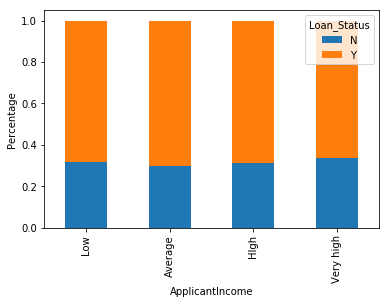 Loan_Status
N
Y
1.0
0.8
0.6
0.4
0.2
0.0
Percentage
Low
Average
HIgh
Very high
ApplicantIncome